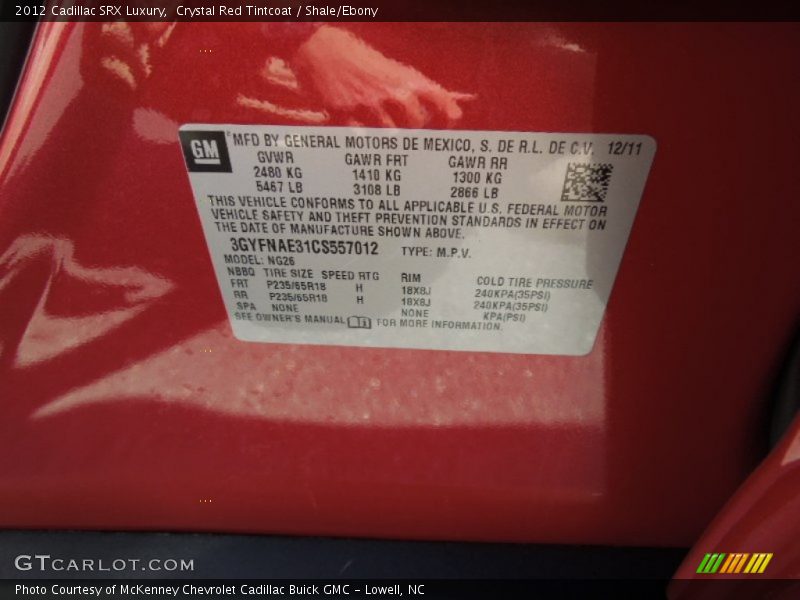 2012 Cadillac SRX Luxury,  Crystal Red Tintcoat / Shale/Ebony
GM
® MFD BY GENERAL MOTORS DE MEXICO, S. DE R.L. DE C.V. 12/11
GVWR GAWR FRT GAWR RR
2480 KG 1410 KG 1300 KG
5467 LB 3108 LB 2866 LB
THIS VEHICLE CONFORMS TO ALL APPLICABLE U.S. FEDERAL MOTOR
VEHICLE SAFETY AND THEFT PREVENTION STANDARDS IN EFFECT ON
THE DATE OF MANUFACTURE SHOWN ABOVE.
3GYFNAE31CS557012 TYPE: M.P.V.
MODEL: NG26
NBBQ TIRE SIZE SPEED RTG RIM COLD TIRE PRESSURE
FRT P235/65R18 H 18X8J 240KPA(35PSI)
RR P235/65R18 H 18X8J 240KPA(35PSI)
SPA NONE NONE KPA(PSI)
SEE OWNER'S MANUAL FOR MORE INFORMATION.
GTCARLOT.COM
Photo Courtesy of McKenney Chevrolet Cadillac Buick GMC - Lowell, NC